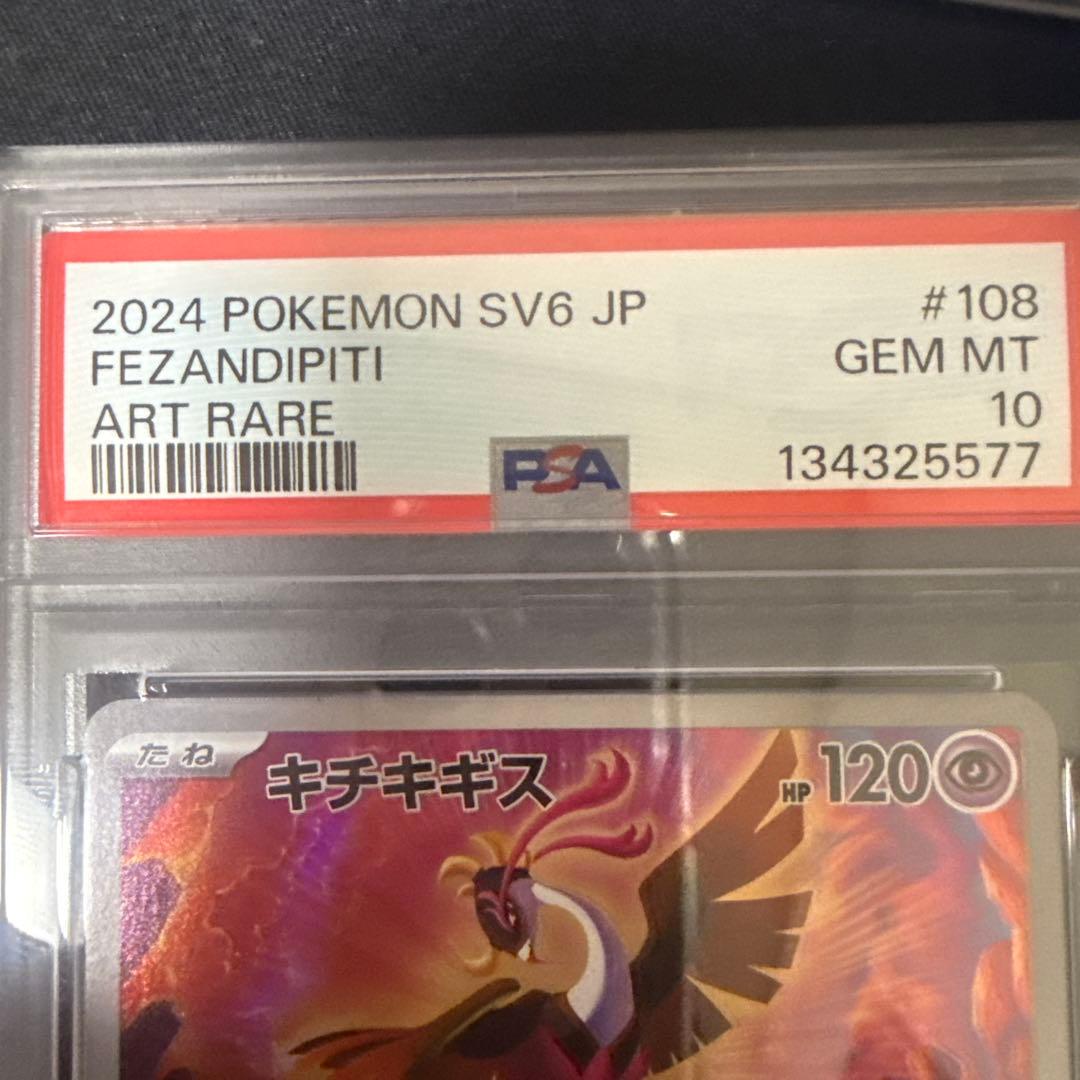 2024 POKEMON SV6 JP #108
FEZANDIPITI GEM MT
ART RARE 10
PSA 134325577
たね キチキギス HP 120